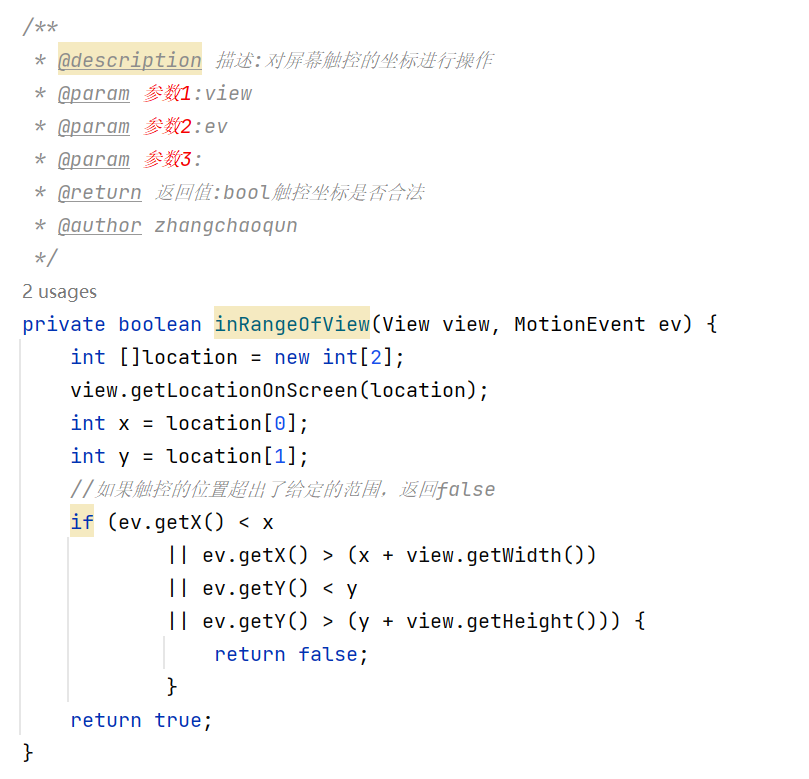 /**
 * @description 描述:对屏幕触控的坐标进行操作
 * @param 参数1:view
 * @param 参数2:ev
 * @param 参数3:
 * @return 返回值:bool触控坐标是否合法
 * @author zhangchaoqun
 */
2 usages
private boolean inRangeOfView(View view, MotionEvent ev) {
    int []location = new int[2];
    view.getLocationOnScreen(location);
    int x = location[0];
    int y = location[1];
    //如果触控的位置超出了给定的范围，返回false
    if (ev.getX() < x
            || ev.getX() > (x + view.getWidth())
            || ev.getY() < y
            || ev.getY() > (y + view.getHeight())) {
                return false;
            }
    return true;
}